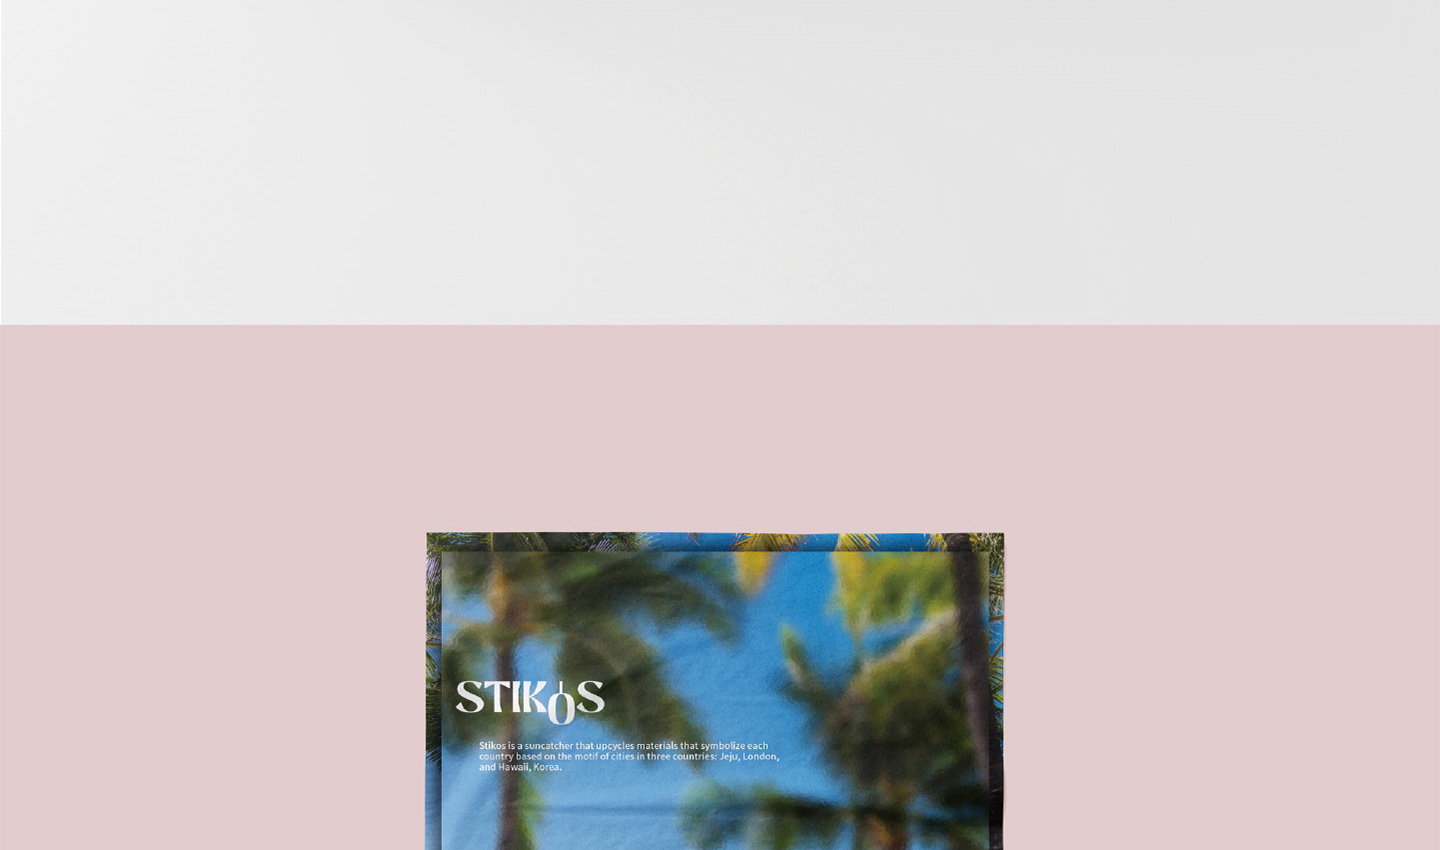 STIKOS
Stikos is a suncatcher that upcycles materials that symbolize each
country based on the motif of cities in three countries: Jeju, London,
and Hawaii, Korea.